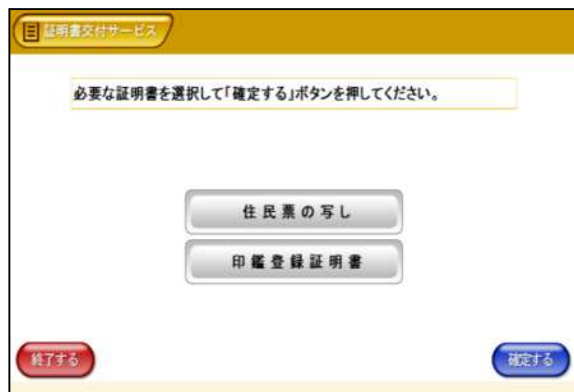 証明書交付サービス
必要な証明書を選択して「確定する」ボタンを押してください。
住民票の写し
印鑑登録証明書
終了する
確定する